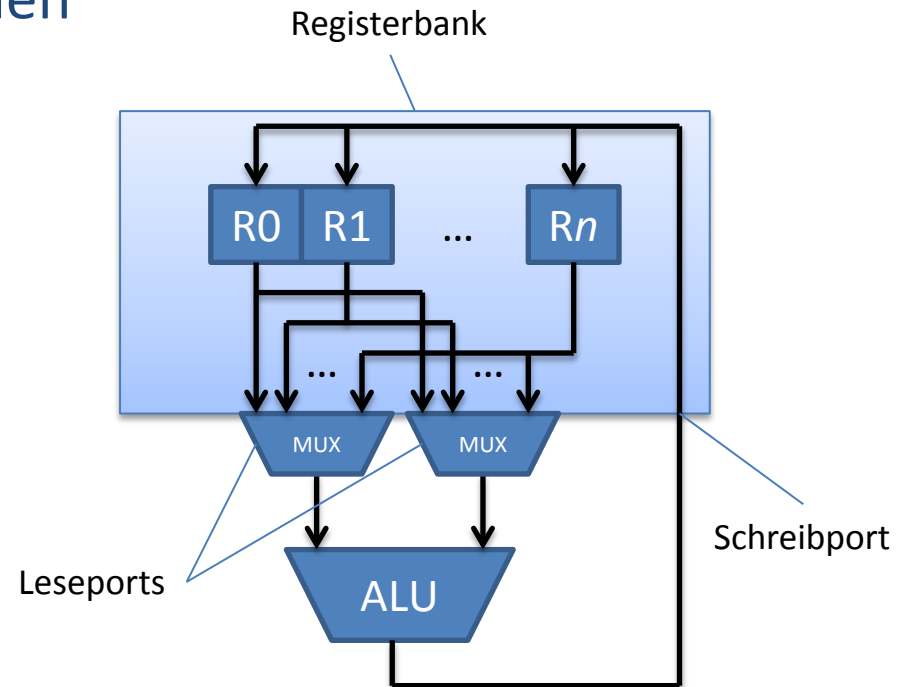 Registerbank
R0 R1 ... Rn
... ...
MUX MUX
Schreibport
Leseports
ALU